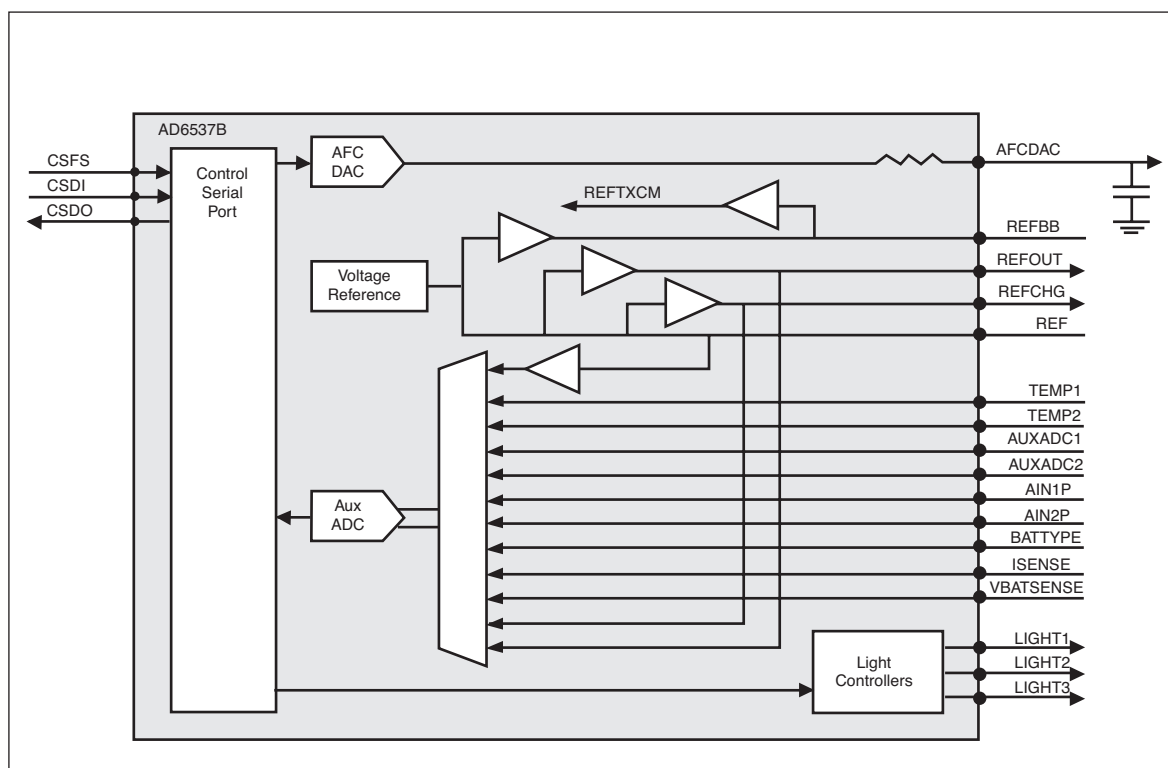 AD6537B
CSFS
CSDI
CSDO
Control
Serial
Port
AFC
DAC
AFCDAC
REFTXCM
REFBB
Voltage
Reference
REFOUT
REFCHG
REF
TEMP1
TEMP2
AUXADC1
AUXADC2
AIN1P
AIN2P
BATTYPE
ISENSE
VBATSENSE
Aux
ADC
Light
Controllers
LIGHT1
LIGHT2
LIGHT3